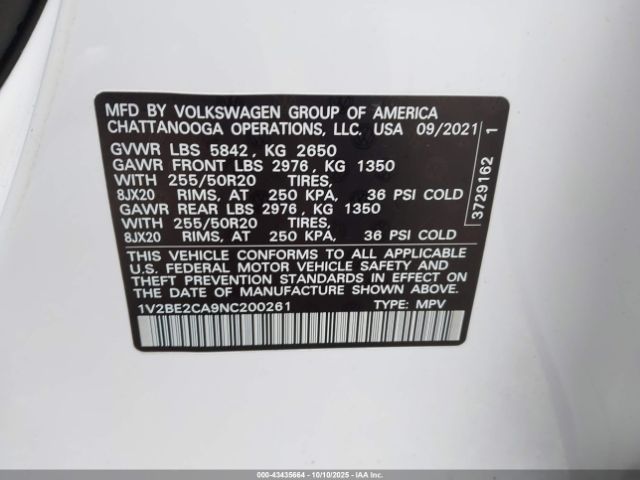 MFD BY VOLKSWAGEN GROUP OF AMERICA
CHATTANOOGA OPERATIONS, LLC. USA 09/2021
GVWR LBS 5842 , KG 2650
GAWR FRONT LBS 2976 , KG 1350
WITH 255/50R20 TIRES,
8JX20 RIMS, AT 250 KPA, 36 PSI COLD
GAWR REAR LBS 2976 , KG 1350
WITH 255/50R20 TIRES,
8JX20 RIMS, AT 250 KPA, 36 PSI COLD
THIS VEHICLE CONFORMS TO ALL APPLICABLE
U.S. FEDERAL MOTOR VEHICLE SAFETY AND
THEFT PREVENTION STANDARDS IN EFFECT ON
THE DATE OF MANUFACTURE SHOWN ABOVE.
1V2BE2CA9NC200261 TYPE: MPV
3729162 1
000-43435664 - 10/10/2025 - IAA Inc.